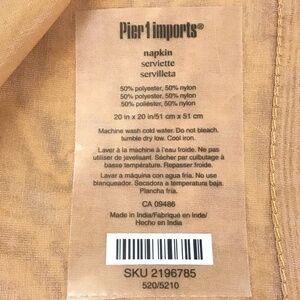 Pier 1 imports®
napkin
serviette
servilleta
50% polyester, 50% nylon
50% polyester, 50% nylon
50% poliéster, 50% nylon
20 in x 20 in/51 cm x 51 cm
Machine wash cold water. Do not bleach.
tumble dry low. Cool iron.
Laver à la machine à l'eau froide. Ne pas
utiliser de javelisant. Sécher par culbutage à
basse température. Repasser froide.
Lavar a máquina con agua fría. No use
blanqueador. Secadora a temperatura baja.
Plancha fría.
CA 09486
Made in India/Fabriqué en Inde/
Hecho en India
SKU 2196785
520/5210